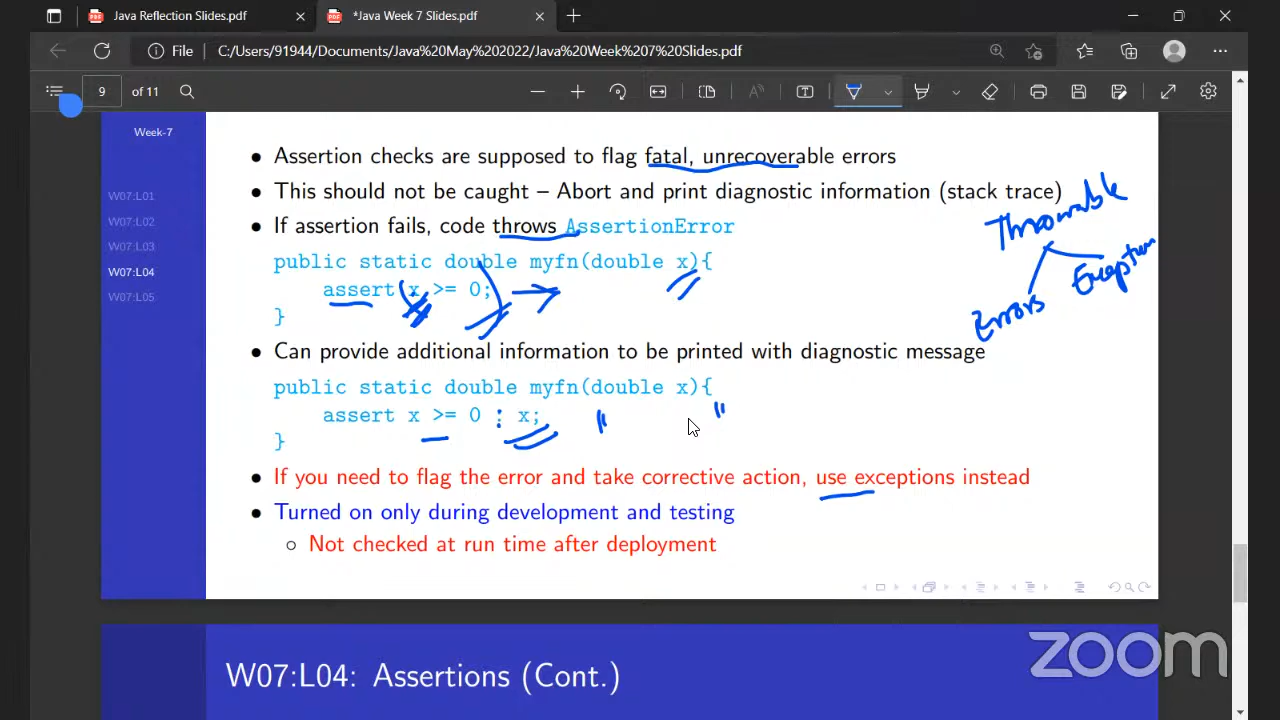 Java Reflection Slides.pdf
*Java Week 7 Slides.pdf
File
C:/Users/91944/Documents/Java%20May%202022/Java%20Week%207%20Slides.pdf
9 of 11
Week-7
W07:L01
W07:L02
W07:L03
W07:L04
W07:L05
• Assertion checks are supposed to flag fatal, unrecoverable errors
• This should not be caught – Abort and print diagnostic information (stack trace)
• If assertion fails, code throws AssertionError
public static double myfn(double x){
assert x >= 0;
}
Throwable
Exception
Errors
• Can provide additional information to be printed with diagnostic message
public static double myfn(double x){
assert x >= 0 : x; " "
}
• If you need to flag the error and take corrective action, use exceptions instead
• Turned on only during development and testing
○ Not checked at run time after deployment
W07:L04: Assertions (Cont.)
zoom